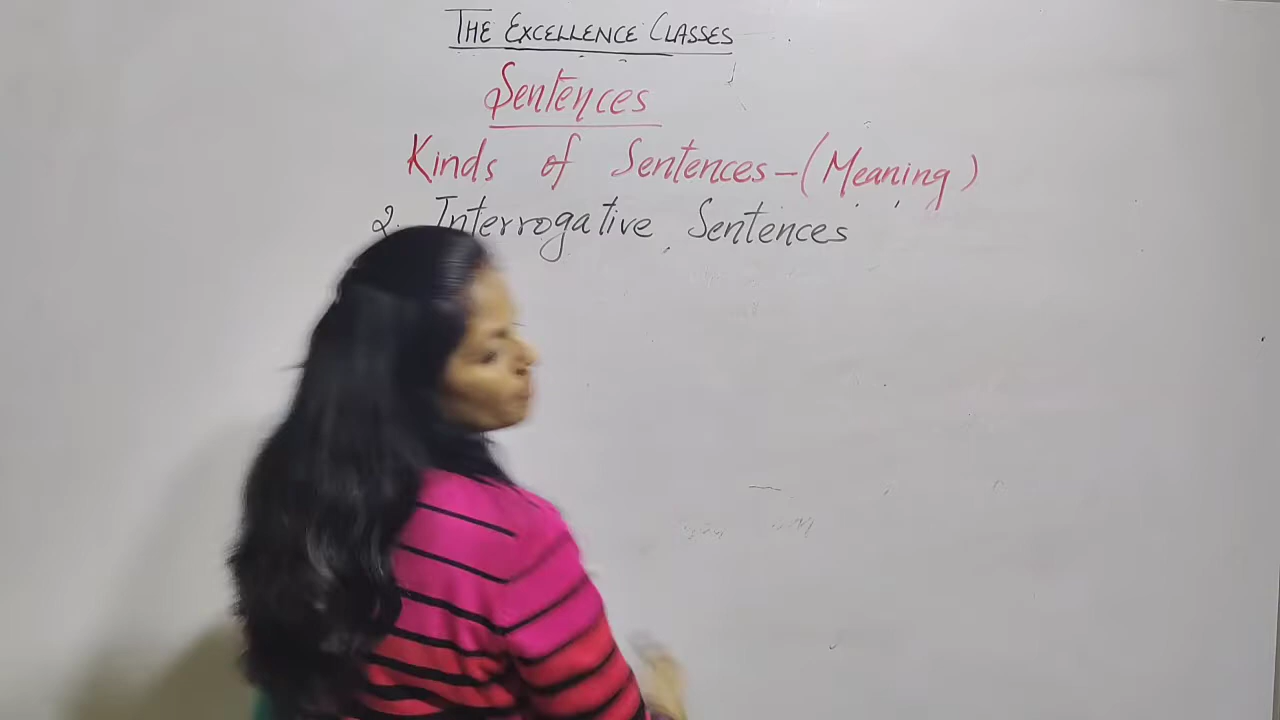 THE EXCELLENCE CLASSES
Sentences
Kinds of Sentences - (Meaning)
2. Interrogative Sentences